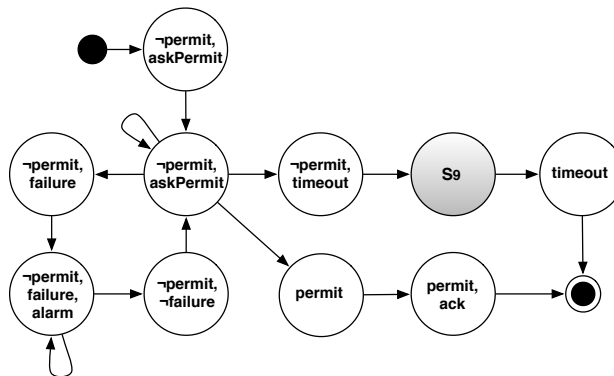 ¬permit,
askPermit
¬permit,
failure
¬permit,
askPermit
¬permit,
timeout
S9
timeout
¬permit,
failure,
alarm
¬permit,
¬failure
permit
permit,
ack